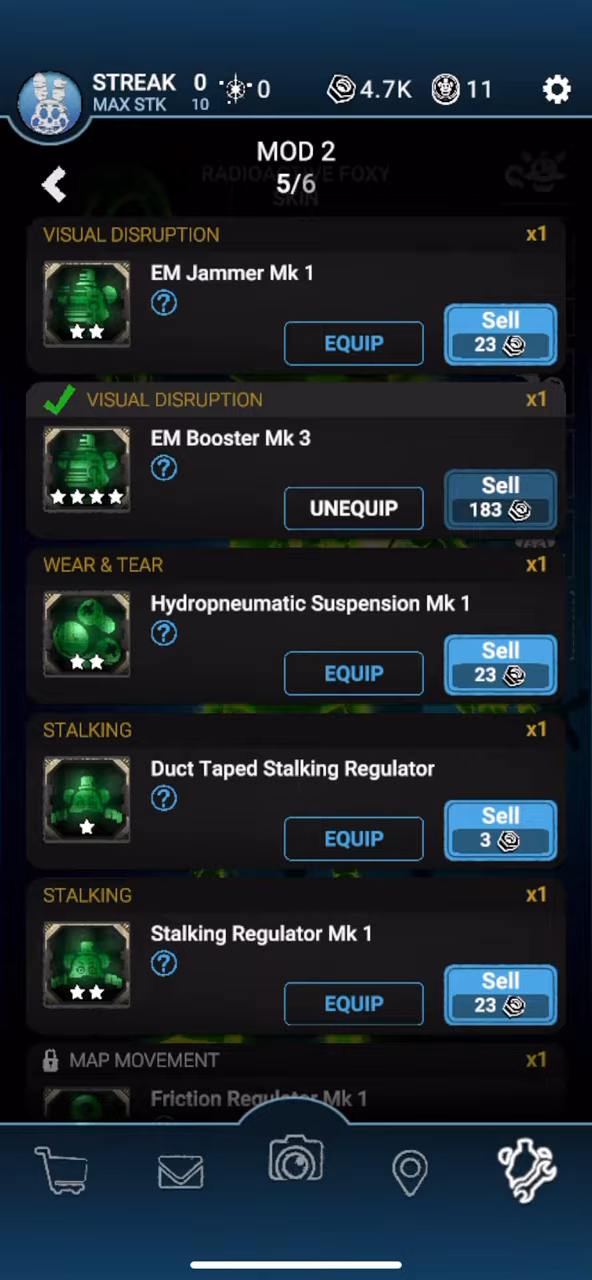 STREAK 0 0 4.7K 11
MAX STK 10
MOD 2
RADIOACTIVE FOXY
5/6
SKIN
VISUAL DISRUPTION x1
EM Jammer Mk 1
?
EQUIP
Sell
23
VISUAL DISRUPTION x1
EM Booster Mk 3
?
UNEQUIP
Sell
183
WEAR & TEAR x1
Hydropneumatic Suspension Mk 1
?
EQUIP
Sell
23
STALKING x1
Duct Taped Stalking Regulator
?
EQUIP
Sell
3
STALKING x1
Stalking Regulator Mk 1
?
EQUIP
Sell
23
MAP MOVEMENT x1
Friction Regulator Mk 1